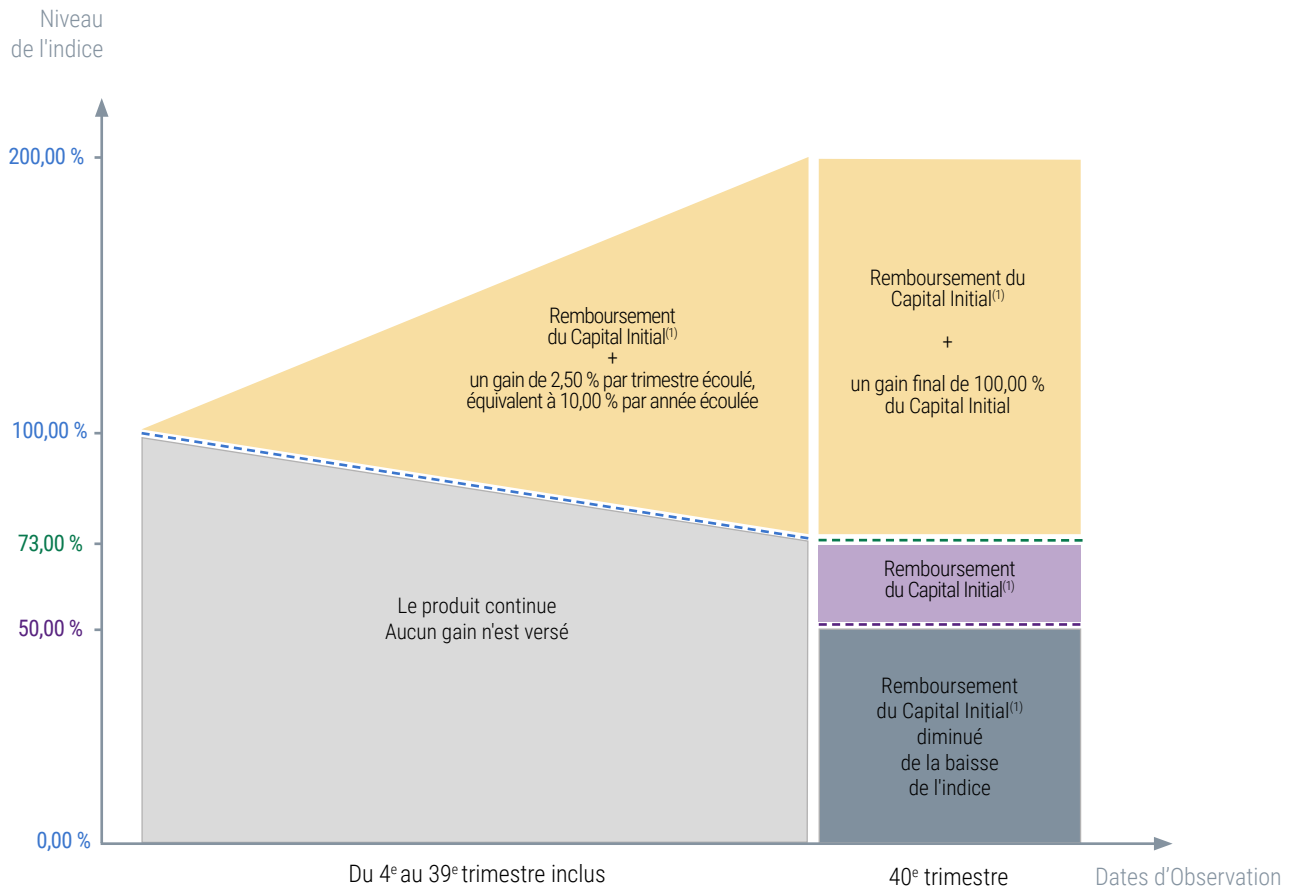 Niveau
de l'indice
200,00 %
100,00 %
73,00 %
50,00 %
0,00 %
Remboursement
du Capital Initial(1)
+
un gain de 2,50 % par trimestre écoulé,
équivalent à 10,00 % par année écoulée
Le produit continue
Aucun gain n'est versé
Remboursement du
Capital Initial(1)
+
un gain final de 100,00 %
du Capital Initial
Remboursement
du Capital Initial(1)
Remboursement
du Capital Initial(1)
diminué
de la baisse
de l'indice
Du 4e au 39e trimestre inclus
40e trimestre
Dates d'Observation